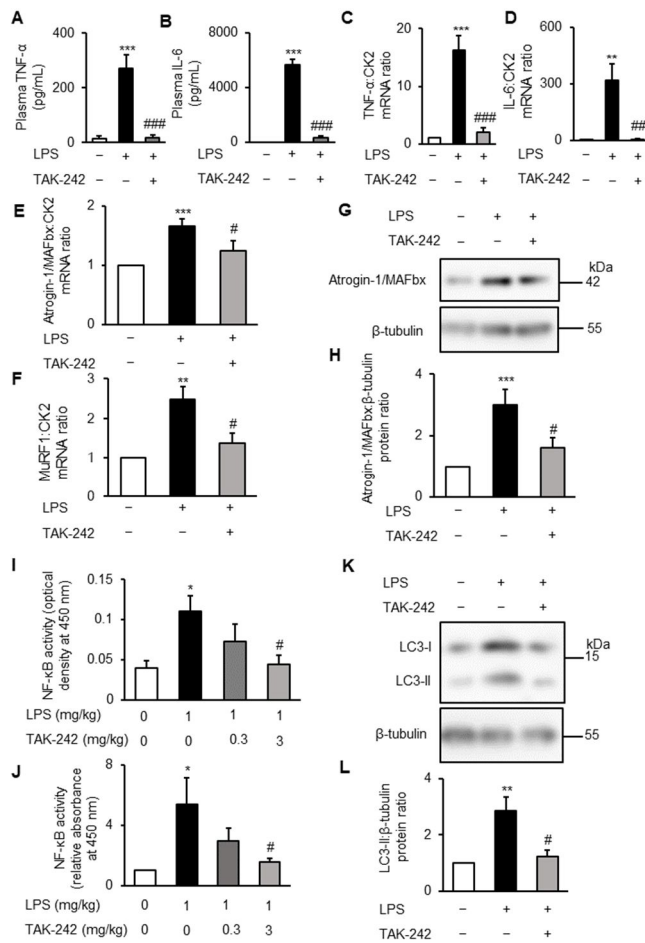 A
Plasma TNF-α
(pg/mL)
400
200
0
***
###
LPS – + +
TAK-242 – – +
B
Plasma IL-6
(pg/mL)
6000
3000
0
***
###
LPS – + +
TAK-242 – – +
C
TNF-α:CK2
mRNA ratio
20
15
10
5
0
***
###
LPS – + +
TAK-242 – – +
D
IL-6:CK2
mRNA ratio
600
300
0
**
##
LPS – + +
TAK-242 – – +
E
Atrogin-1/MAFbx:CK2
mRNA ratio
2
1
0
***
#
LPS – + +
TAK-242 – – +
F
MuRF1:CK2
mRNA ratio
3
2
1
0
**
#
LPS – + +
TAK-242 – – +
G
LPS – + +
TAK-242 – – +
kDa
Atrogin-1/MAFbx 42
β-tubulin 55
H
Atrogin-1/MAFbx:β-tubulin
protein ratio
4
2
0
***
#
LPS – + +
TAK-242 – – +
I
NF-κB activity (optical
density at 450 nm)
0.15
0.1
0.05
0
*
#
LPS (mg/kg) 0 1 1 1
TAK-242 (mg/kg) 0 0 0.3 3
J
NF-κB activity
(relative absorbance
at 450 nm)
8
4
0
*
#
LPS (mg/kg) 0 1 1 1
TAK-242 (mg/kg) 0 0 0.3 3
K
LPS – + +
TAK-242 – – +
kDa
LC3-I
15
LC3-II
β-tubulin 55
L
LC3-II:β-tubulin
protein ratio
4
2
0
**
#
LPS – + +
TAK-242 – – +